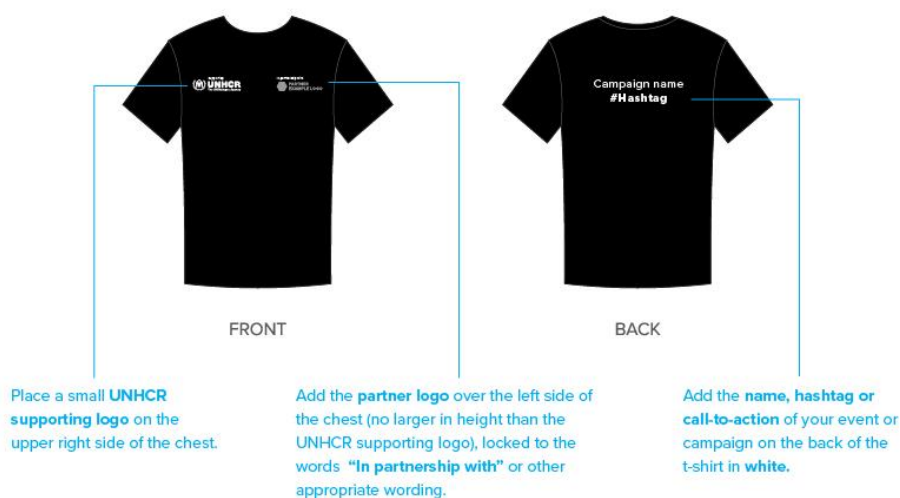 UNHCR
PARTNER
EXAMPLE LOGO
Campaign name
#Hashtag
FRONT
BACK
Place a small UNHCR
supporting logo on the
upper right side of the chest.
Add the partner logo over the left side of
the chest (no larger in height than the
UNHCR supporting logo), locked to the
words “In partnership with” or other
appropriate wording.
Add the name, hashtag or
call-to-action of your event or
campaign on the back of the
t-shirt in white.